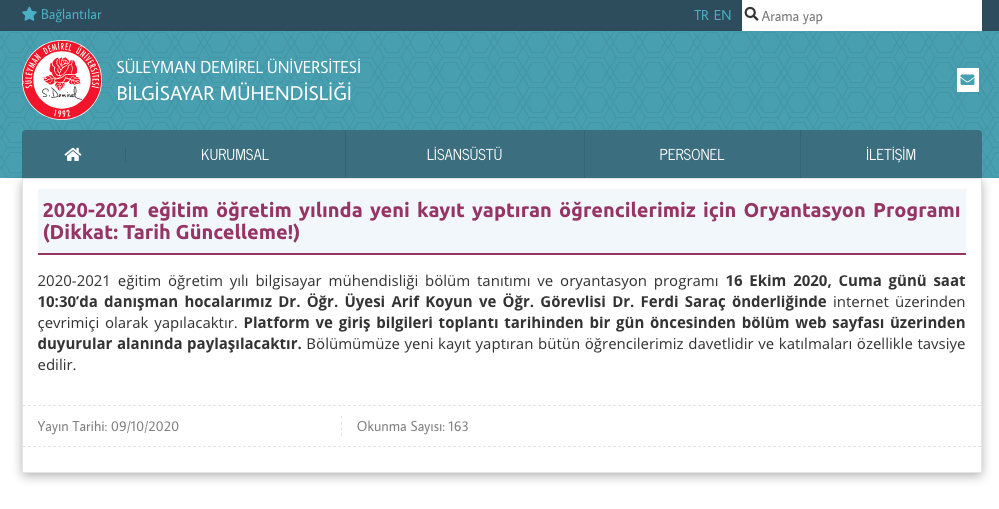 Bağlantılar
TR EN
Arama yap
SÜLEYMAN DEMİREL ÜNİVERSİTESİ
1992
S. Demirel
SÜLEYMAN DEMİREL ÜNİVERSİTESİ
BİLGİSAYAR MÜHENDİSLİĞİ
KURUMSAL
LİSANSÜSTÜ
PERSONEL
İLETİŞİM
2020-2021 eğitim öğretim yılında yeni kayıt yaptıran öğrencilerimiz için Oryantasyon Programı
(Dikkat: Tarih Güncelleme!)
2020-2021 eğitim öğretim yılı bilgisayar mühendisliği bölüm tanıtımı ve oryantasyon programı 16 Ekim 2020, Cuma günü saat
10:30’da danışman hocalarımız Dr. Öğr. Üyesi Arif Koyun ve Öğr. Görevlisi Dr. Ferdi Saraç önderliğinde internet üzerinden
çevrimiçi olarak yapılacaktır. Platform ve giriş bilgileri toplantı tarihinden bir gün öncesinden bölüm web sayfası üzerinden
duyurular alanında paylaşılacaktır. Bölümümüze yeni kayıt yaptıran bütün öğrencilerimiz davetlidir ve katılmaları özellikle tavsiye
edilir.
Yayın Tarihi: 09/10/2020
Okunma Sayısı: 163